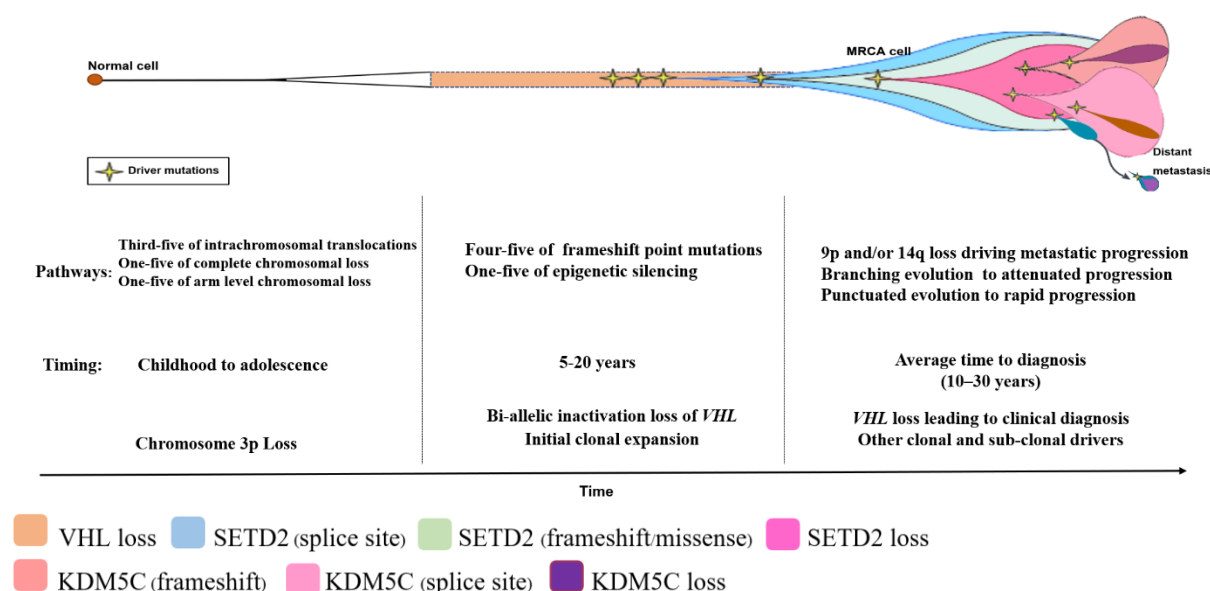 Normal cell
MRCA cell
Driver mutations
Distant
metastasis
Pathways:
Third-five of intrachromosomal translocations
One-five of complete chromosomal loss
One-five of arm level chromosomal loss
Four-five of frameshift point mutations
One-five of epigenetic silencing
9p and/or 14q loss driving metastatic progression
Branching evolution to attenuated progression
Punctuated evolution to rapid progression
Timing:
Childhood to adolescence
5-20 years
Average time to diagnosis
(10–30 years)
Chromosome 3p Loss
Bi-allelic inactivation loss of VHL
Initial clonal expansion
VHL loss leading to clinical diagnosis
Other clonal and sub-clonal drivers
Time
VHL loss
SETD2 (splice site)
SETD2 (frameshift/missense)
SETD2 loss
KDM5C (frameshift)
KDM5C (splice site)
KDM5C loss